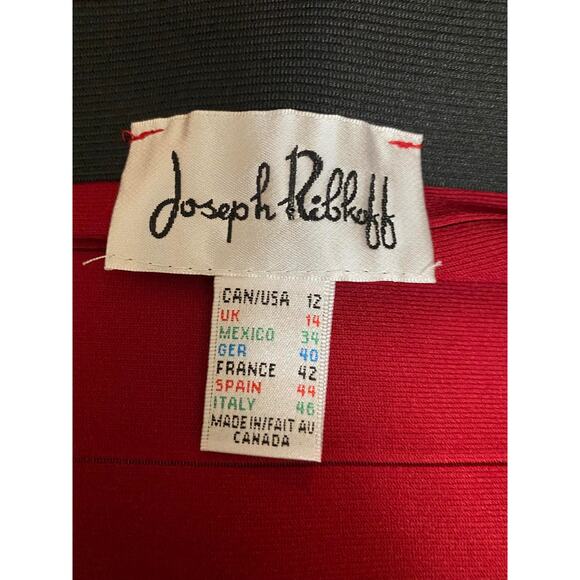 Joseph Ribkoff
CAN/USA 12
UK 14
MEXICO 34
GER 40
FRANCE 42
SPAIN 44
ITALY 46
MADE IN/FAIT AU
CANADA